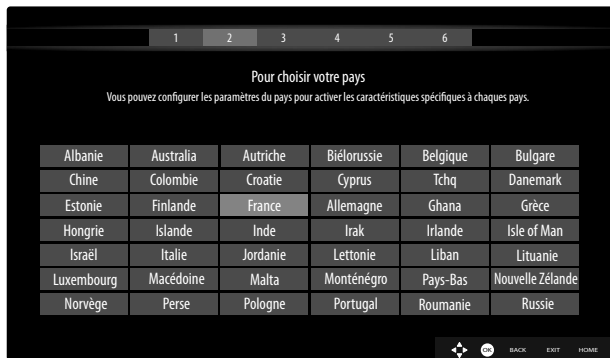 1 2 3 4 5 6
Pour choisir votre pays
Vous pouvez configurer les paramètres du pays pour activer les caractéristiques spécifiques à chaques pays.
Albanie Australia Autriche Biélorussie Belgique Bulgare
Chine Colombie Croatie Cyprus Tchq Danemark
Estonie Finlande France Allemagne Ghana Grèce
Hongrie Islande Inde Irak Irlande Isle of Man
Israël Italie Jordanie Lettonie Liban Lituanie
Luxembourg Macédoine Malta Monténégro Pays-Bas Nouvelle Zélande
Norvège Perse Pologne Portugal Roumanie Russie
OK BACK EXIT HOME